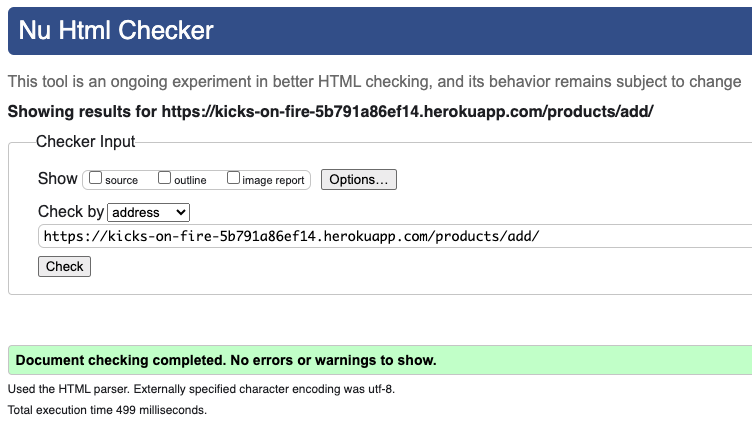 Nu Html Checker
This tool is an ongoing experiment in better HTML checking, and its behavior remains subject to change
Showing results for https://kicks-on-fire-5b791a86ef14.herokuapp.com/products/add/
Checker Input
Show source outline image report Options...
Check by address
https://kicks-on-fire-5b791a86ef14.herokuapp.com/products/add/
Check
Document checking completed. No errors or warnings to show.
Used the HTML parser. Externally specified character encoding was utf-8.
Total execution time 499 milliseconds.